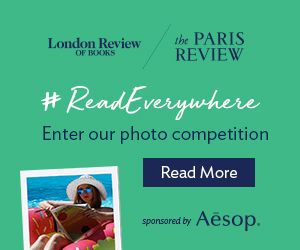 London Review
OF BOOKS
the PARIS
REVIEW
#ReadEverywhere
Enter our photo competition
Read More
sponsored by Aēsop.